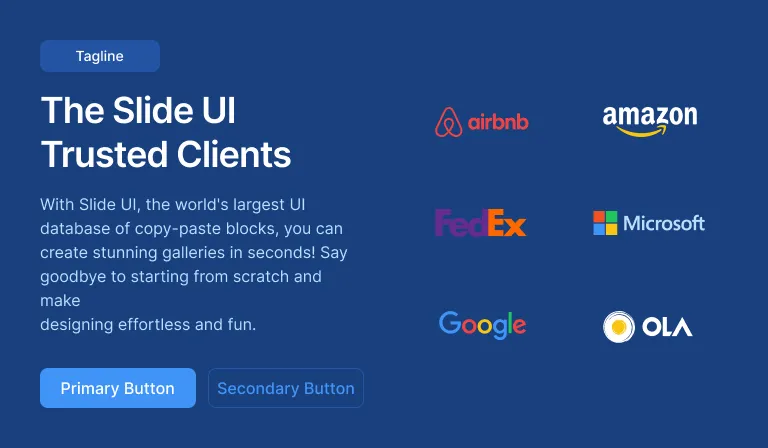 Tagline
The Slide UI
Trusted Clients
With Slide UI, the world's largest UI
database of copy-paste blocks, you can
create stunning galleries in seconds! Say
goodbye to starting from scratch and
make
designing effortless and fun.
Primary Button
Secondary Button
airbnb
amazon
FedEx
Microsoft
Google
OLA